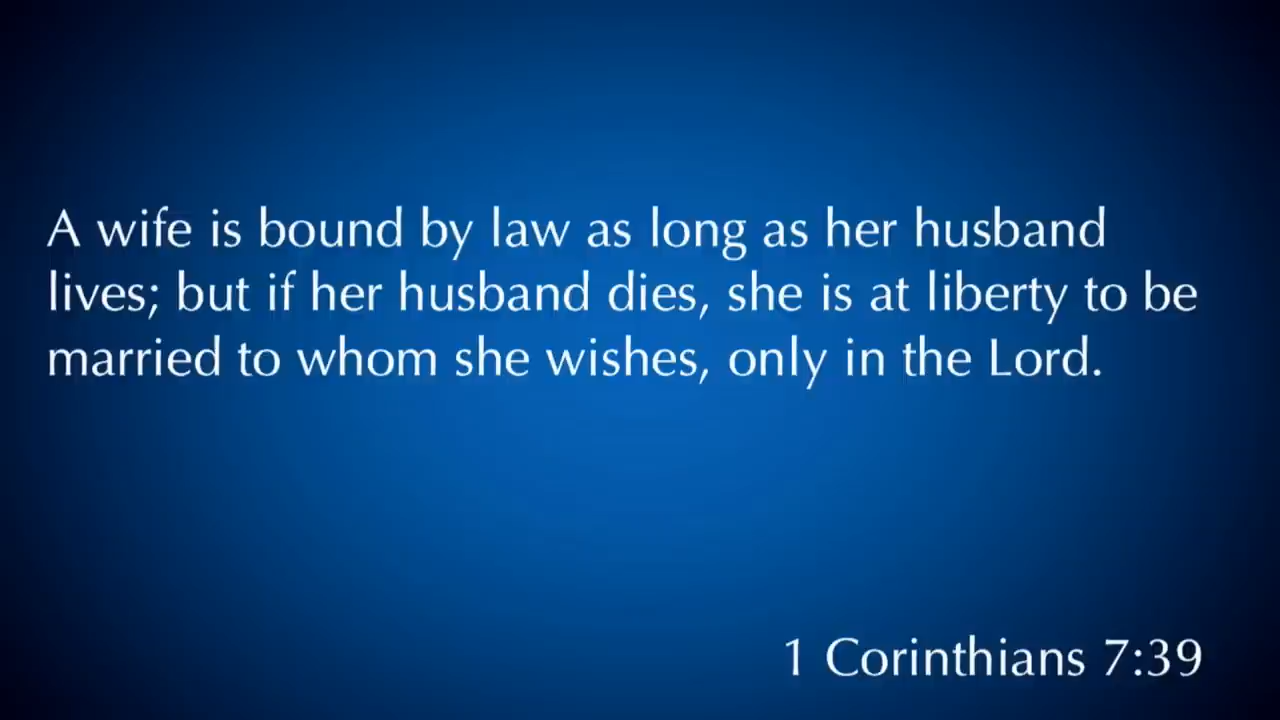 A wife is bound by law as long as her husband
lives; but if her husband dies, she is at liberty to be
married to whom she wishes, only in the Lord.
1 Corinthians 7:39